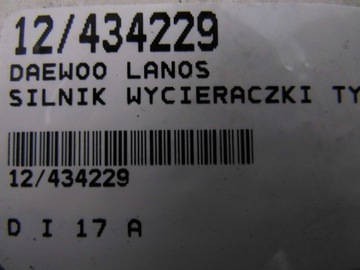 12/434229
DAEWOO LANOS
SILNIK WYCIERACZKI TY
12/434229
D I 17 A